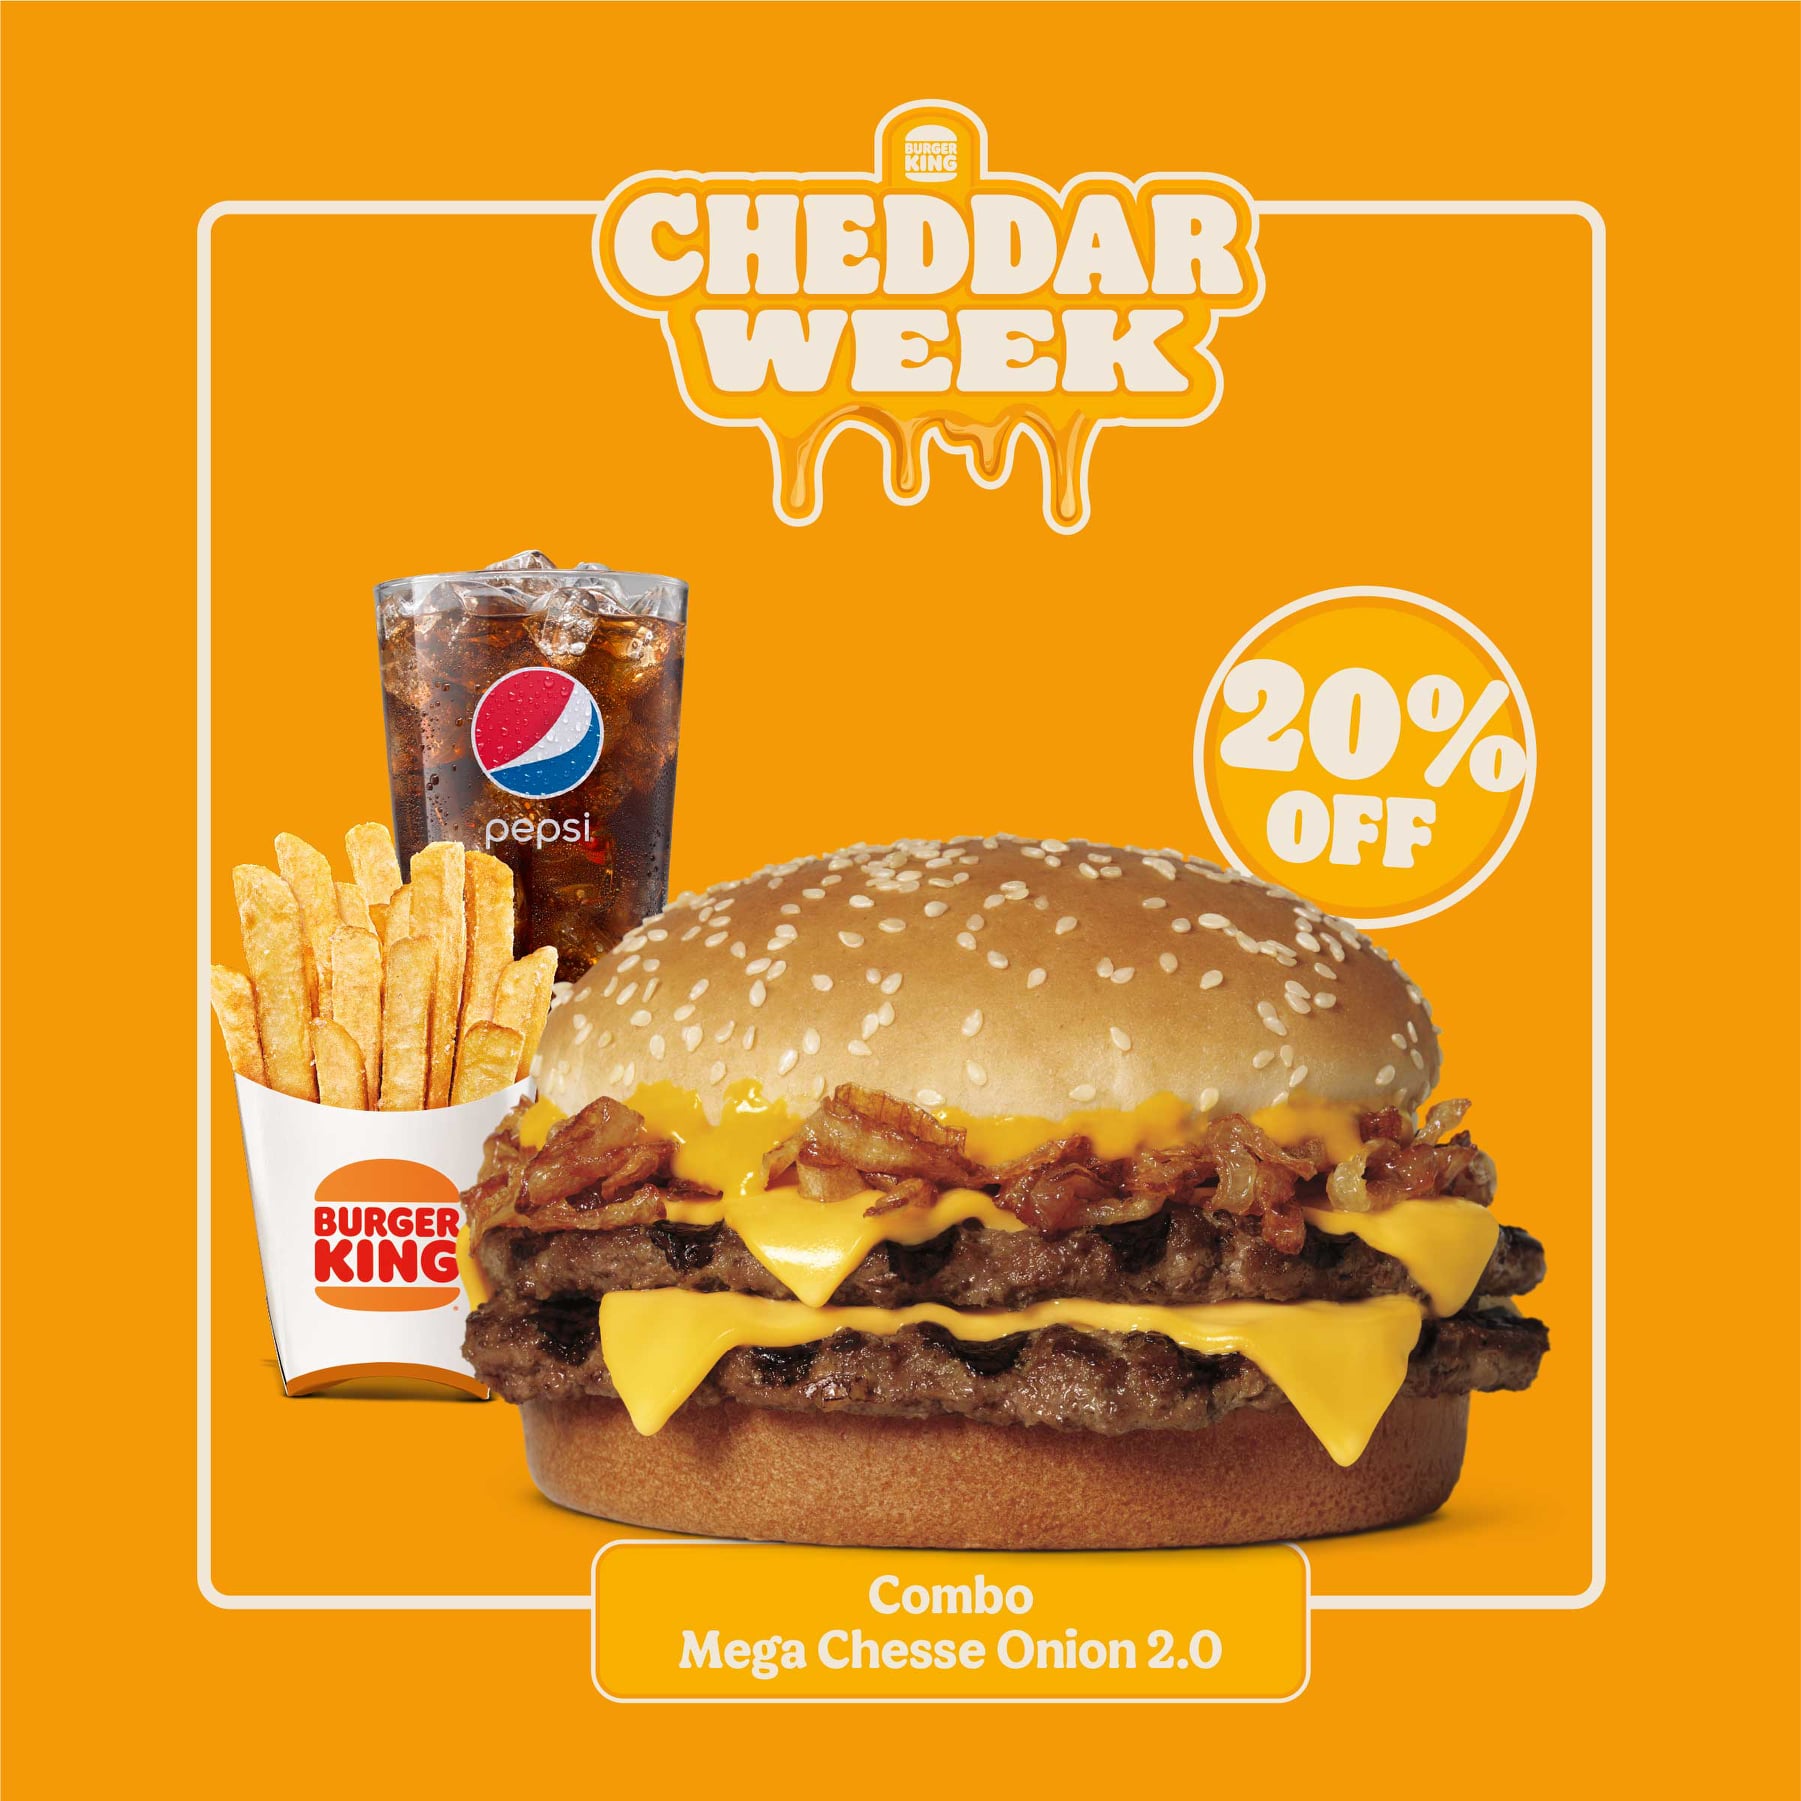 BURGER
KING
CHEDDAR
WEEK
20%
OFF
pepsi
BURGER
KING
Combo
Mega Chesse Onion 2.0